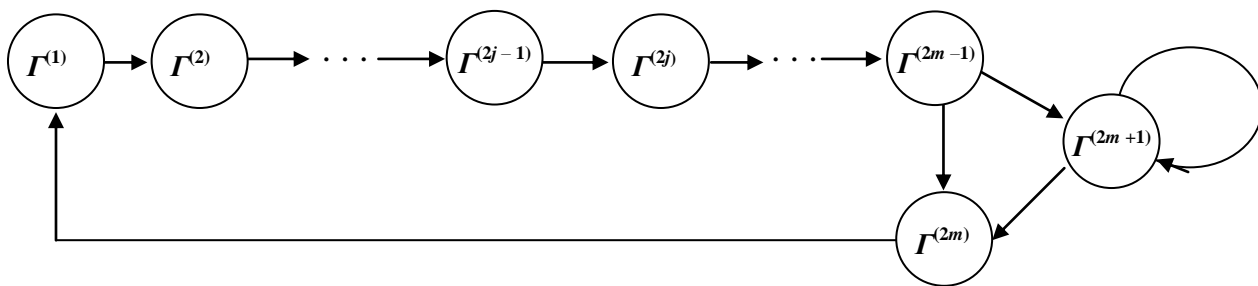 Γ(1) Γ(2) · · · Γ(2j – 1) Γ(2j) · · · Γ(2m –1)
Γ(2m +1)
Γ(2m)